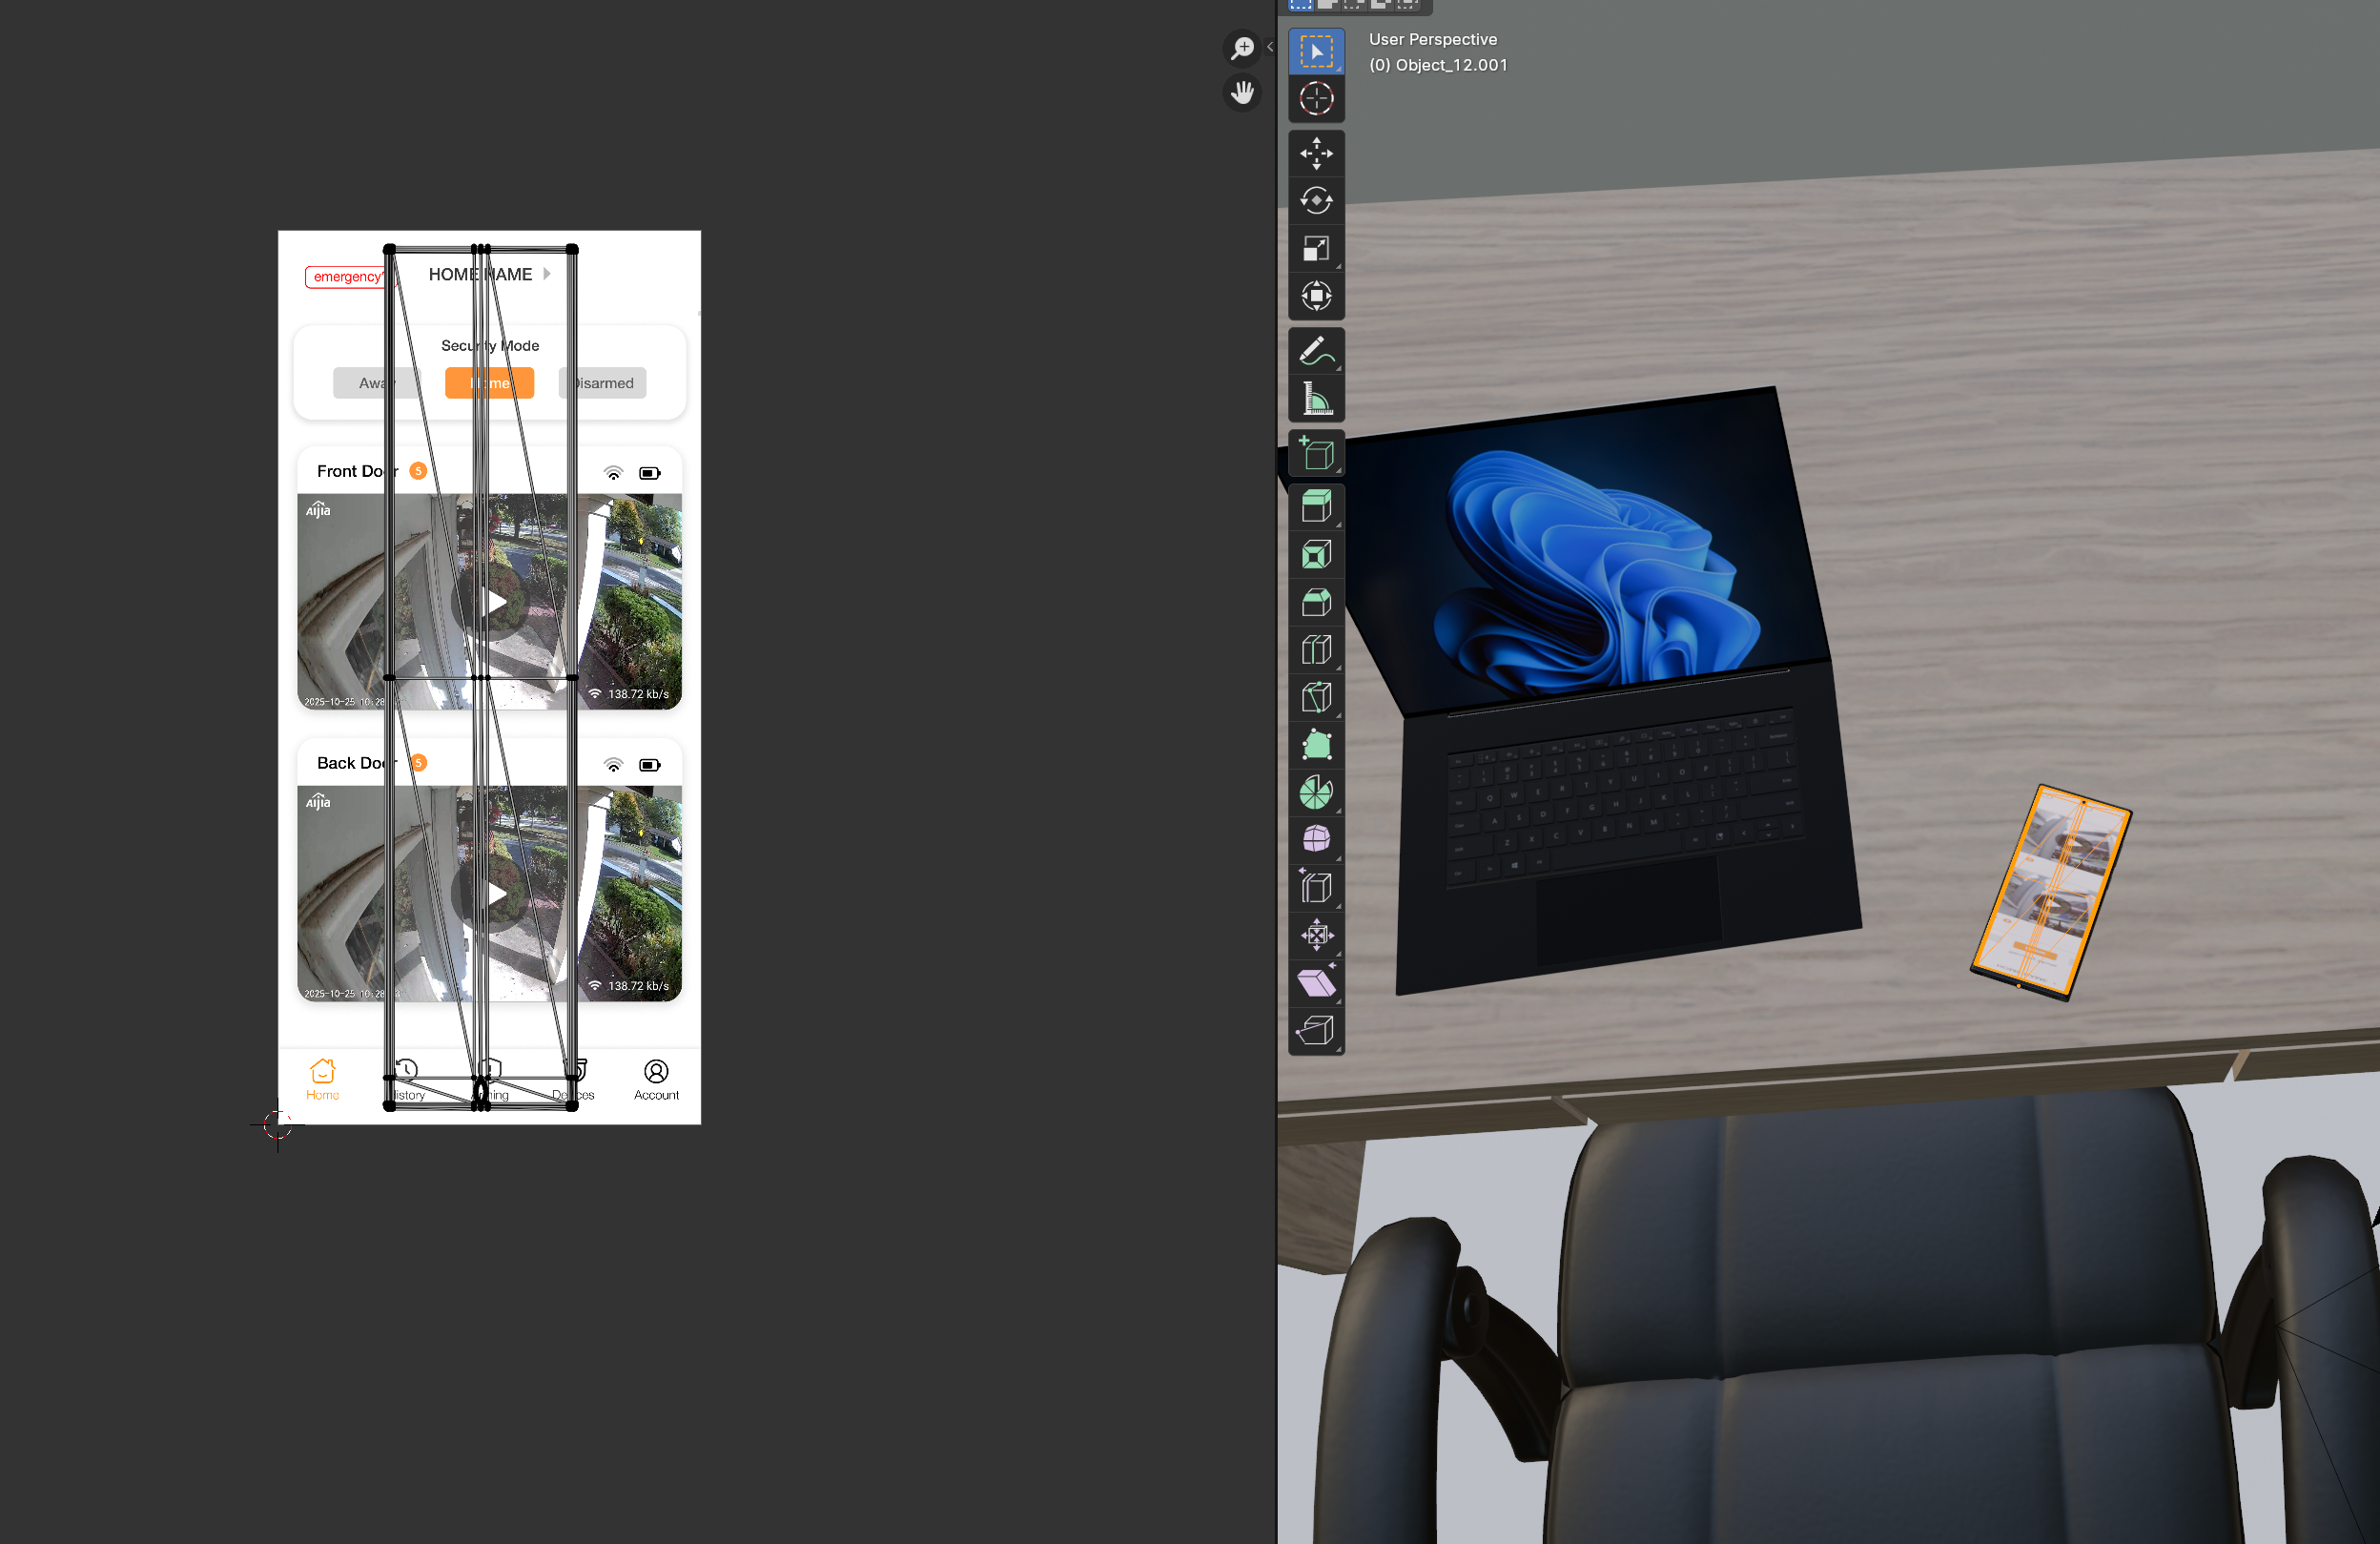 User Perspective
(0) Object_12.001
emergency
HOME NAME
Security Mode
Away
Home
Disarmed
Front Door 5
Aijia
2025-10-25 10:28
138.72 kb/s
Back Door 5
Aijia
2025-10-25 10:28
138.72 kb/s
Home
History
Devices
Account
Q W E R T Y U I O P
A S D F G H J K L
Z X C V B N M